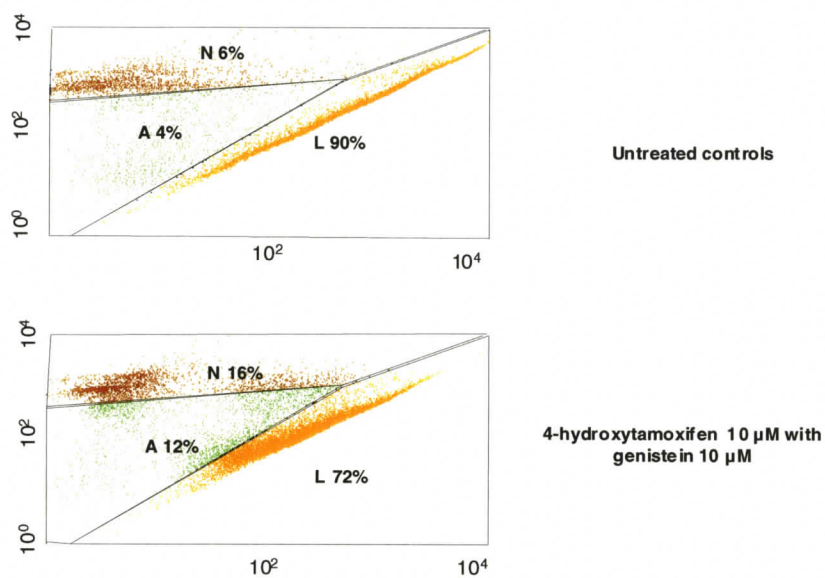 10⁴
N 6%
10²
A 4%
L 90%
Untreated controls
10⁰
10²
10⁴
10⁴
N 16%
10²
A 12%
4-hydroxytamoxifen 10 µM with
genistein 10 µM
L 72%
10⁰
10²
10⁴